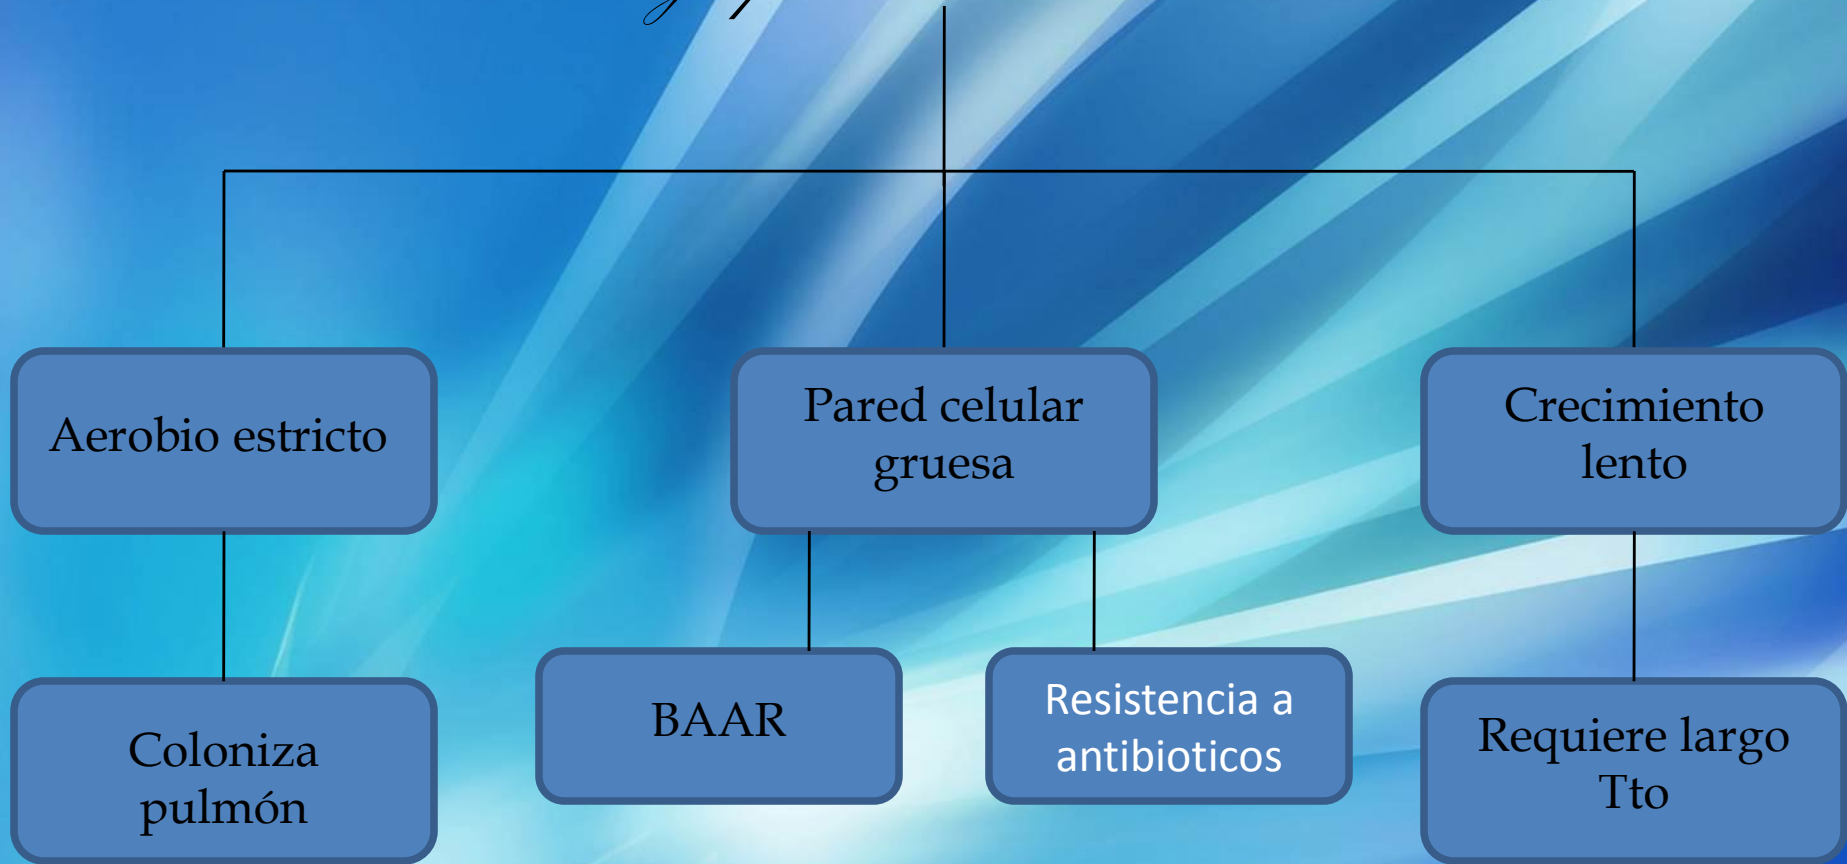 Aerobio estricto
Pared celular
gruesa
Crecimiento
lento
Coloniza
pulmón
BAAR
Resistencia a
antibioticos
Requiere largo
Tto